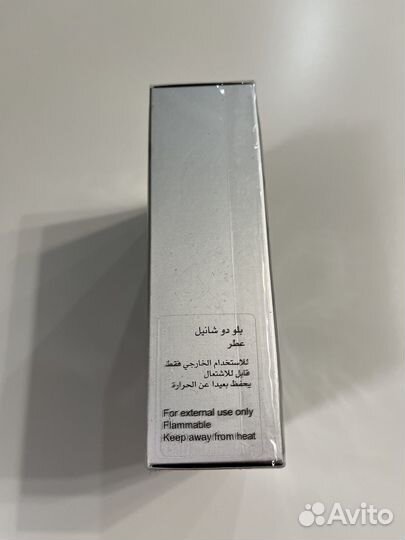 بلو دو شانيل
عطر
للاستخدام الخارجي فقط
قابل للاشتعال
يحفظ بعيدا عن الحرارة
For external use only
Flammable
Keep away from heat
Avito